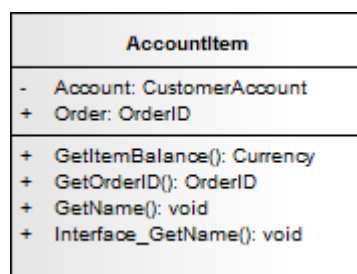 AccountItem
- Account: CustomerAccount
+ Order: OrderID
+ GetItemBalance(): Currency
+ GetOrderID(): OrderID
+ GetName(): void
+ Interface_GetName(): void